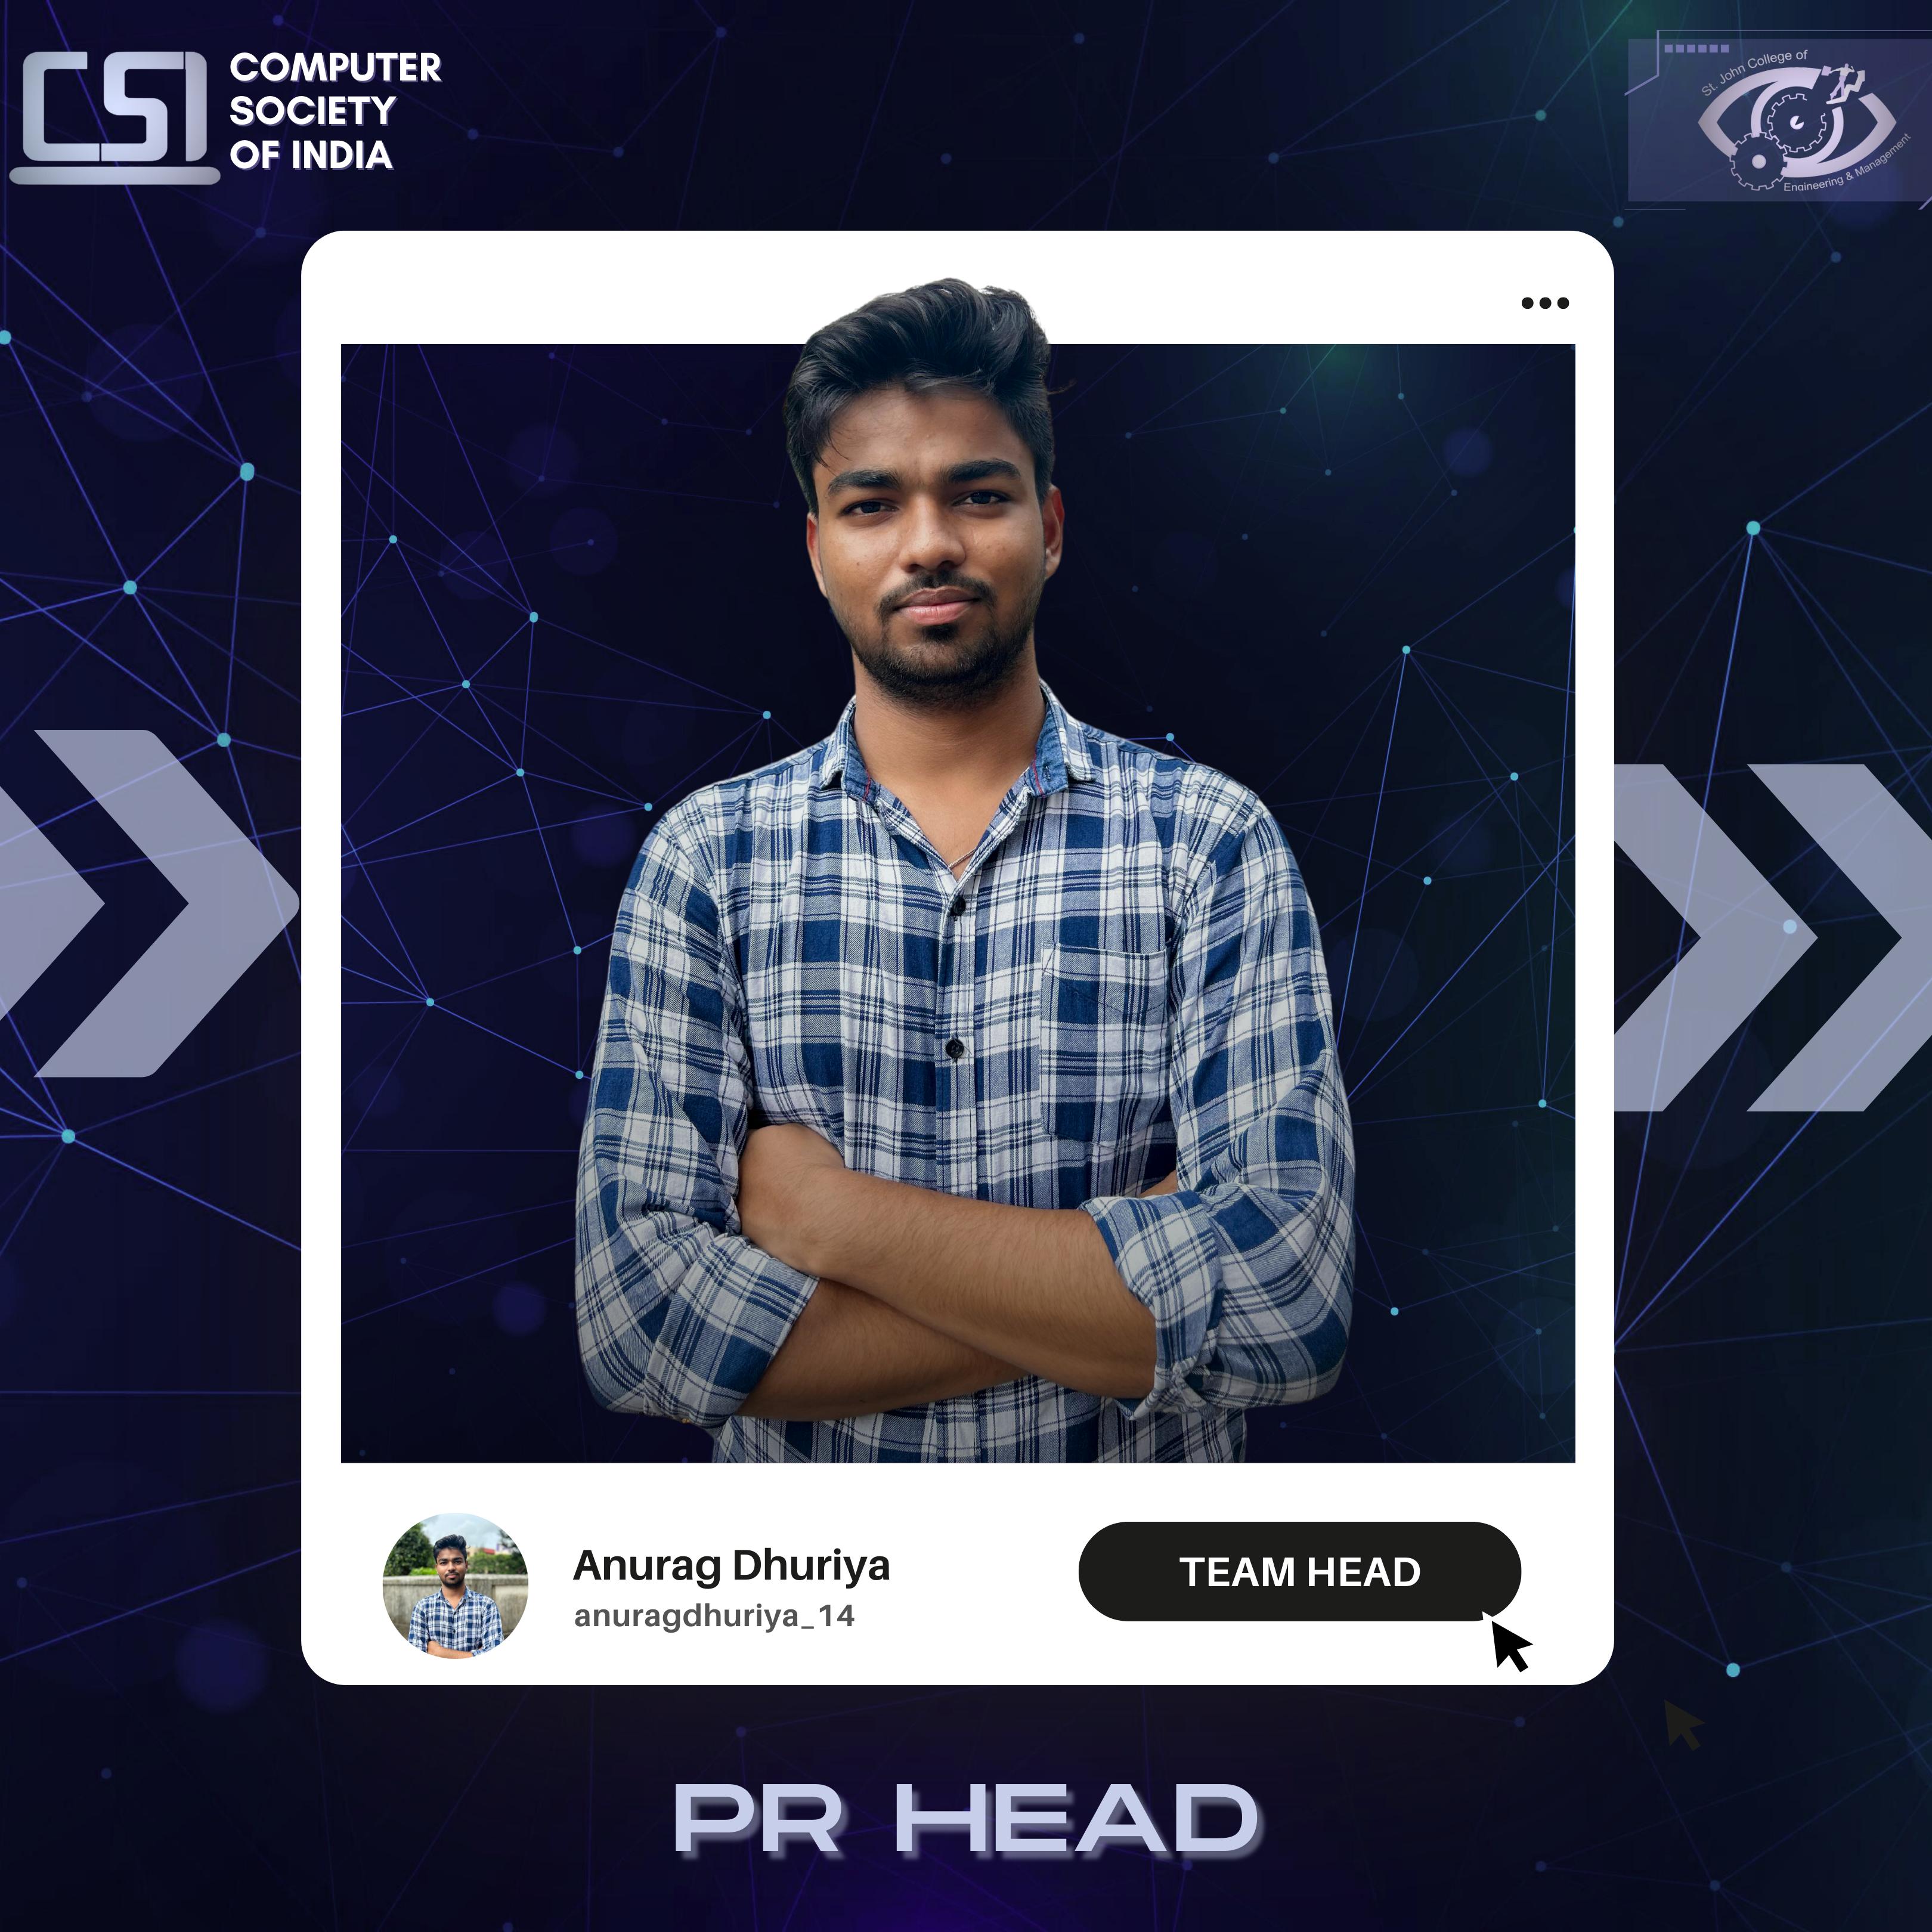 CSI
COMPUTER
SOCIETY
OF INDIA
St. John College of
Engineering & Management
Anurag Dhuriya
anuragdhuriya_14
TEAM HEAD
PR HEAD